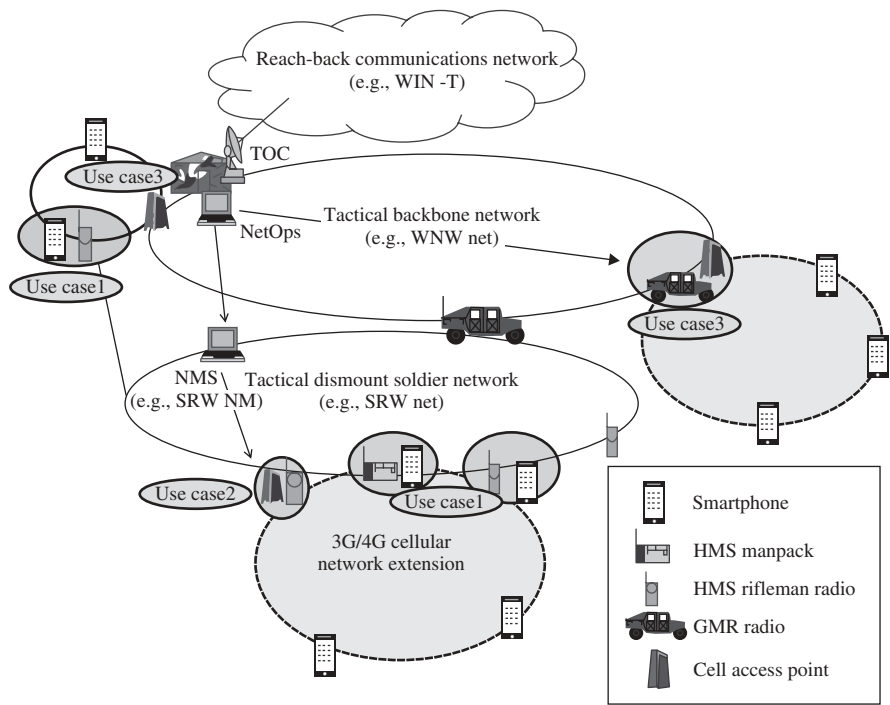 Reach-back communications network
(e.g., WIN -T)
TOC
Use case3
NetOps
Tactical backbone network
(e.g., WNW net)
Use case1
Use case3
NMS
(e.g., SRW NM)
Tactical dismount soldier network
(e.g., SRW net)
Use case2
Use case1
3G/4G cellular
network extension
Smartphone
HMS manpack
HMS rifleman radio
GMR radio
Cell access point